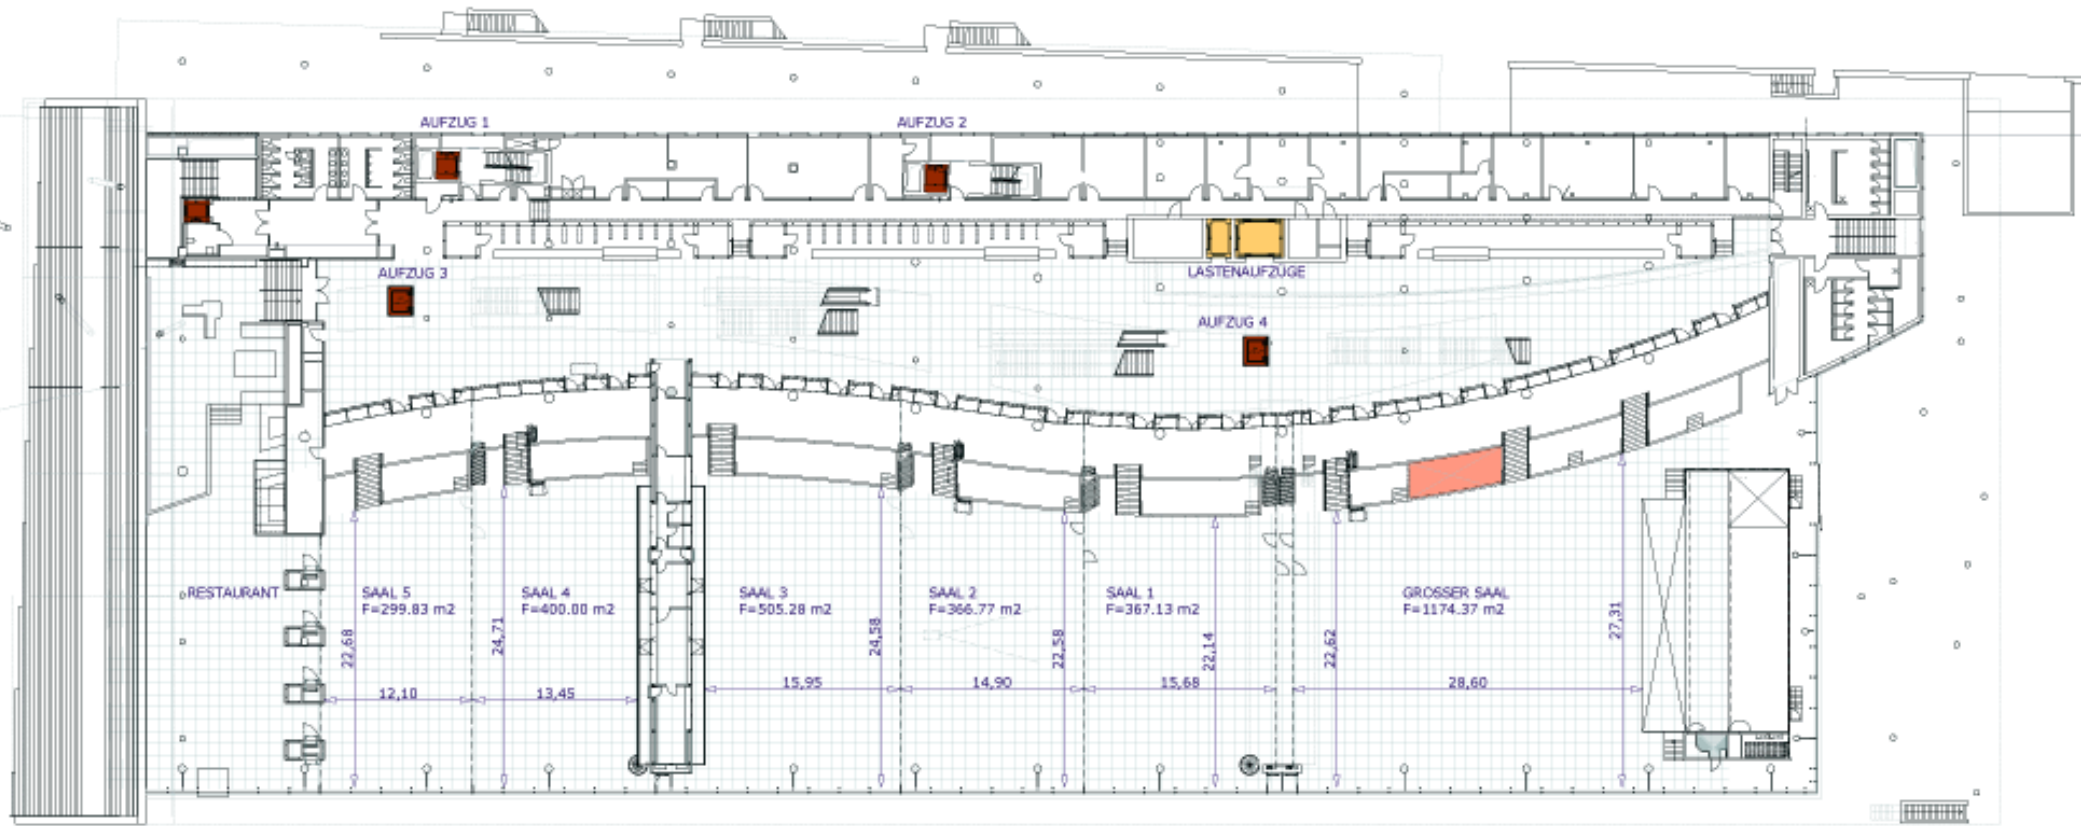 AUFZUG 1
AUFZUG 2
AUFZUG 3
LASTENAUFZÜGE
AUFZUG 4
RESTAURANT
SAAL 5
F=299.83 m2
SAAL 4
F=400.00 m2
SAAL 3
F=505.28 m2
SAAL 2
F=366.77 m2
SAAL 1
F=367.13 m2
GROSSER SAAL
F=1174.37 m2
22,68
24,71
24,58
22,58
22,14
22,62
27,31
12,10
13,45
15,95
14,90
15,68
28,60